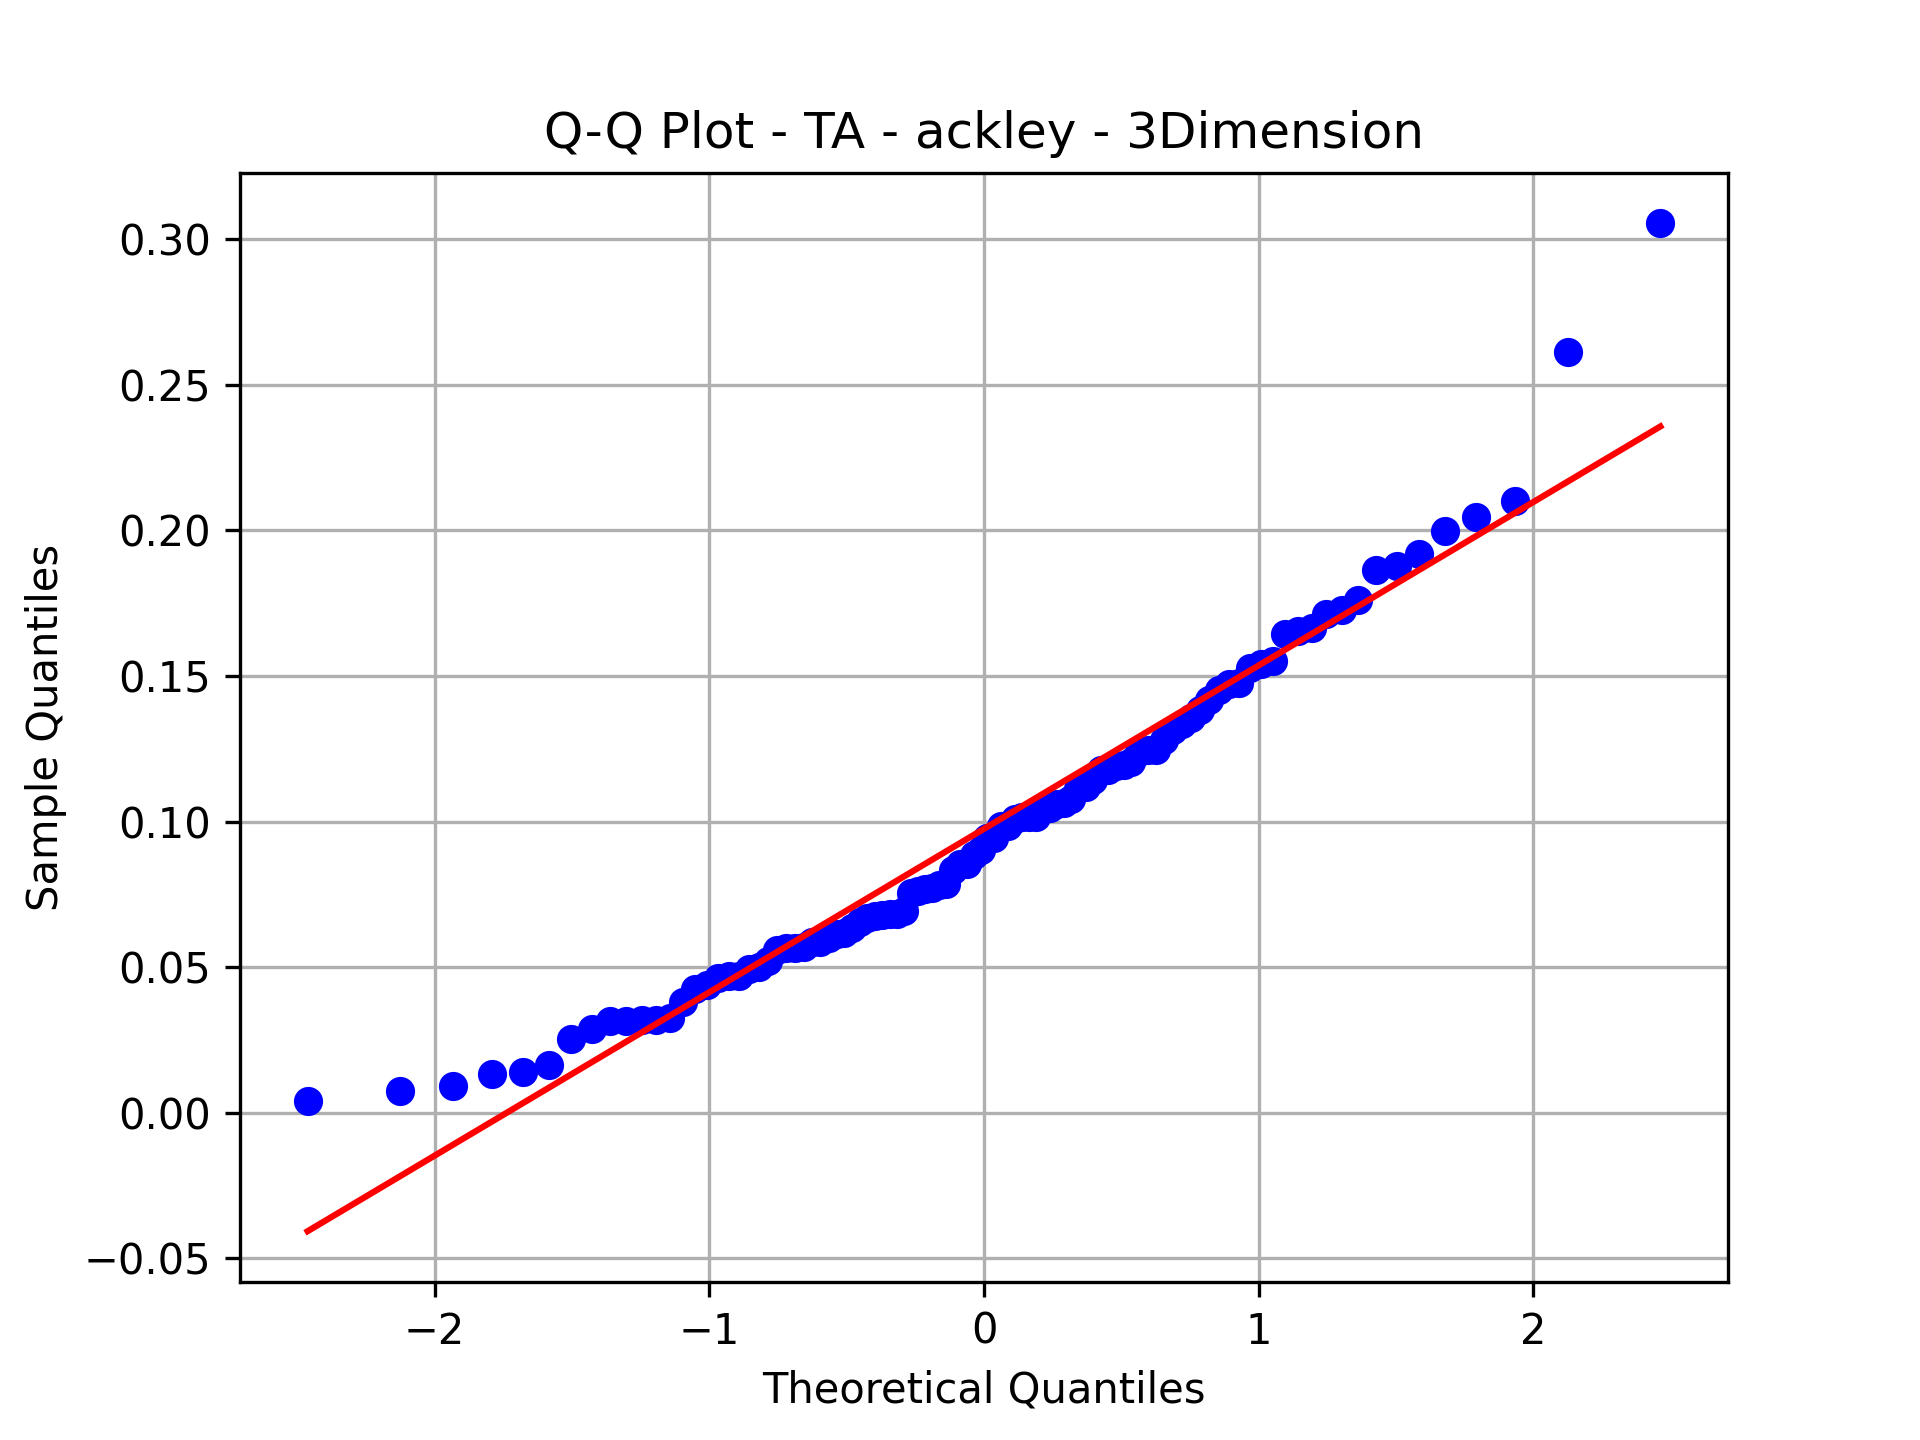 Q-Q Plot - TA - ackley - 3Dimension
0.30
0.25
0.20
0.15
0.10
0.05
0.00
−0.05
Sample Quantiles
−2 −1 0 1 2
Theoretical Quantiles